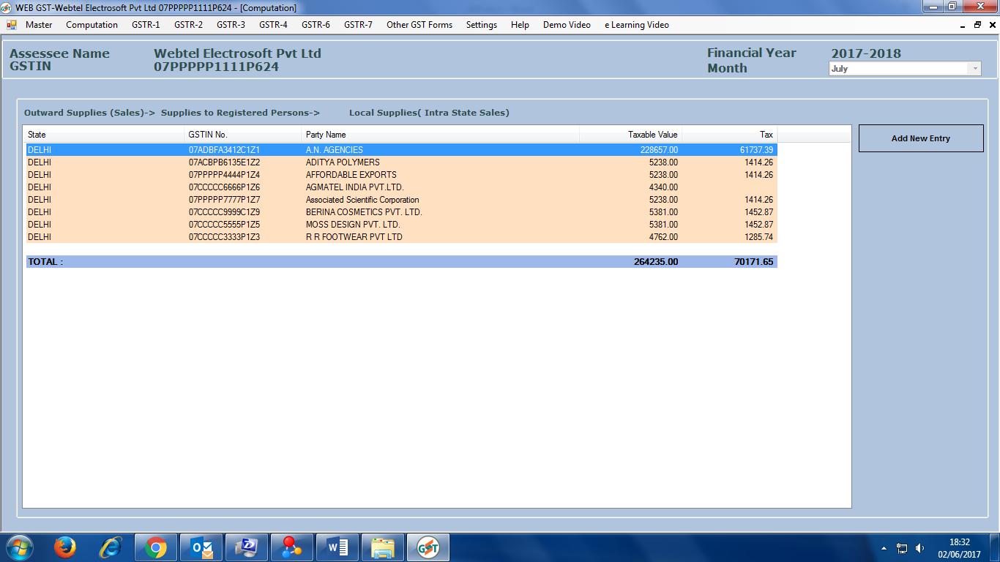 WEB GST-Webtel Electrosoft Pvt Ltd 07PPPPP1111P624 - [Computation]
Master Computation GSTR-1 GSTR-2 GSTR-3 GSTR-4 GSTR-6 GSTR-7 Other GST Forms Settings Help Demo Video e Learning Video
Assessee Name Webtel Electrosoft Pvt Ltd Financial Year 2017-2018
GSTIN 07PPPPP1111P624 Month July
Outward Supplies (Sales)-> Supplies to Registered Persons-> Local Supplies( Intra State Sales)
State GSTIN No. Party Name Taxable Value Tax
Add New Entry
DELHI 07ADBFA3412C1Z1 A.N. AGENCIES 228657.00 61737.39
DELHI 07ACBPB6135E1Z2 ADITYA POLYMERS 5238.00 1414.26
DELHI 07PPPPP4444P1Z4 AFFORDABLE EXPORTS 5238.00 1414.26
DELHI 07CCCCC6666P1Z6 AGMATEL INDIA PVT.LTD. 4340.00
DELHI 07PPPPP7777P1Z7 Associated Scientific Corporation 5238.00 1414.26
DELHI 07CCCCC9999C1Z9 BERINA COSMETICS PVT. LTD. 5381.00 1452.87
DELHI 07CCCCC5555P1Z5 MOSS DESIGN PVT. LTD. 5381.00 1452.87
DELHI 07CCCCC3333P1Z3 R R FOOTWEAR PVT LTD 4762.00 1285.74
TOTAL : 264235.00 70171.65
GST
18:32
02/06/2017